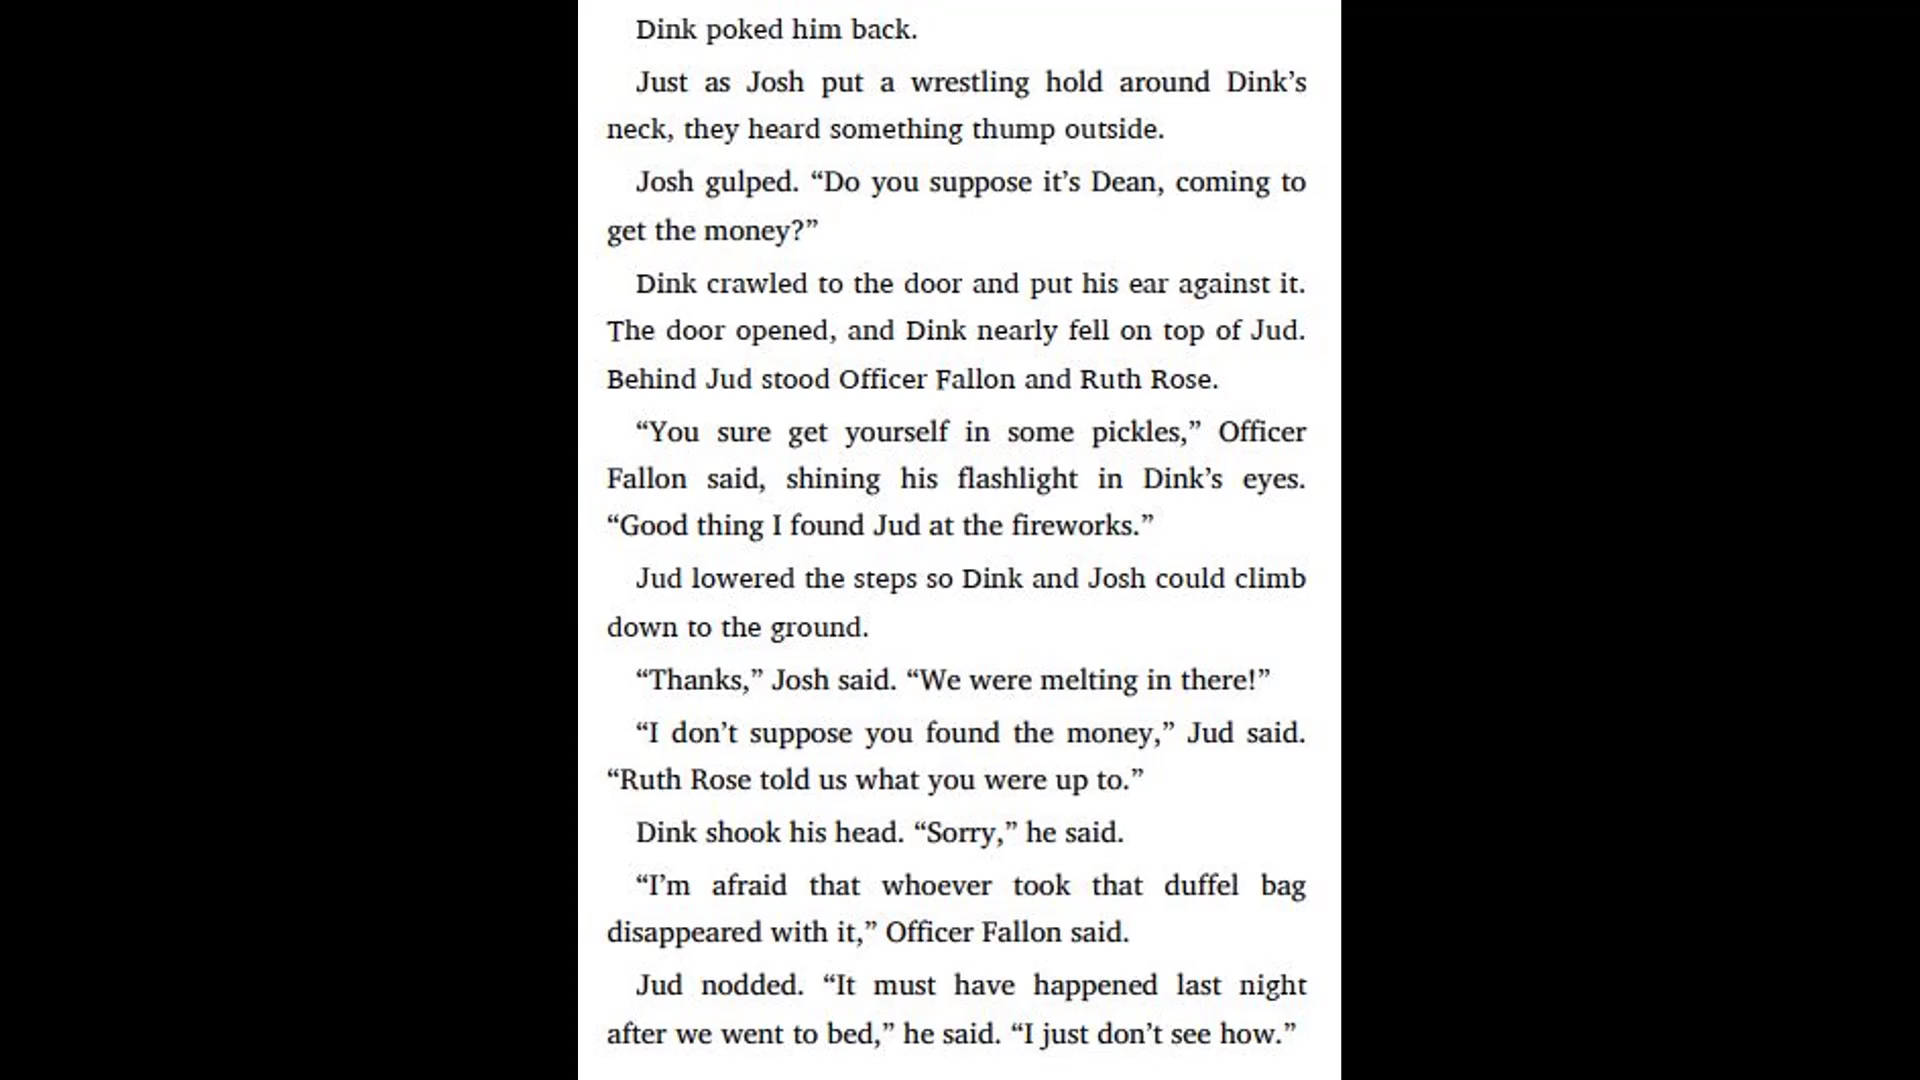 Dink poked him back.
Just as Josh put a wrestling hold around Dink’s
neck, they heard something thump outside.
Josh gulped. “Do you suppose it’s Dean, coming to
get the money?”
Dink crawled to the door and put his ear against it.
The door opened, and Dink nearly fell on top of Jud.
Behind Jud stood Officer Fallon and Ruth Rose.
“You sure get yourself in some pickles,” Officer
Fallon said, shining his flashlight in Dink’s eyes.
“Good thing I found Jud at the fireworks.”
Jud lowered the steps so Dink and Josh could climb
down to the ground.
“Thanks,” Josh said. “We were melting in there!”
“I don’t suppose you found the money,” Jud said.
“Ruth Rose told us what you were up to.”
Dink shook his head. “Sorry,” he said.
“I’m afraid that whoever took that duffel bag
disappeared with it,” Officer Fallon said.
Jud nodded. “It must have happened last night
after we went to bed,” he said. “I just don’t see how.”